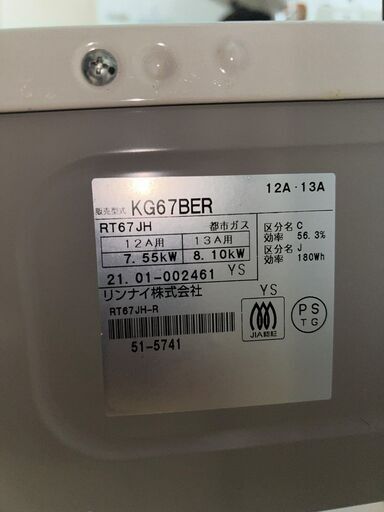 12A・13A
販売型式 KG67BER
RT67JH 都市ガス
12A用 13A用
7.55kW 8.10kW
区分名 C
効率 56.3%
区分名 J
効率 180Wh
21.01-002461 YS
リンナイ株式会社 YS
RT67JH-R
51-5741
JIA認証
PS
TG